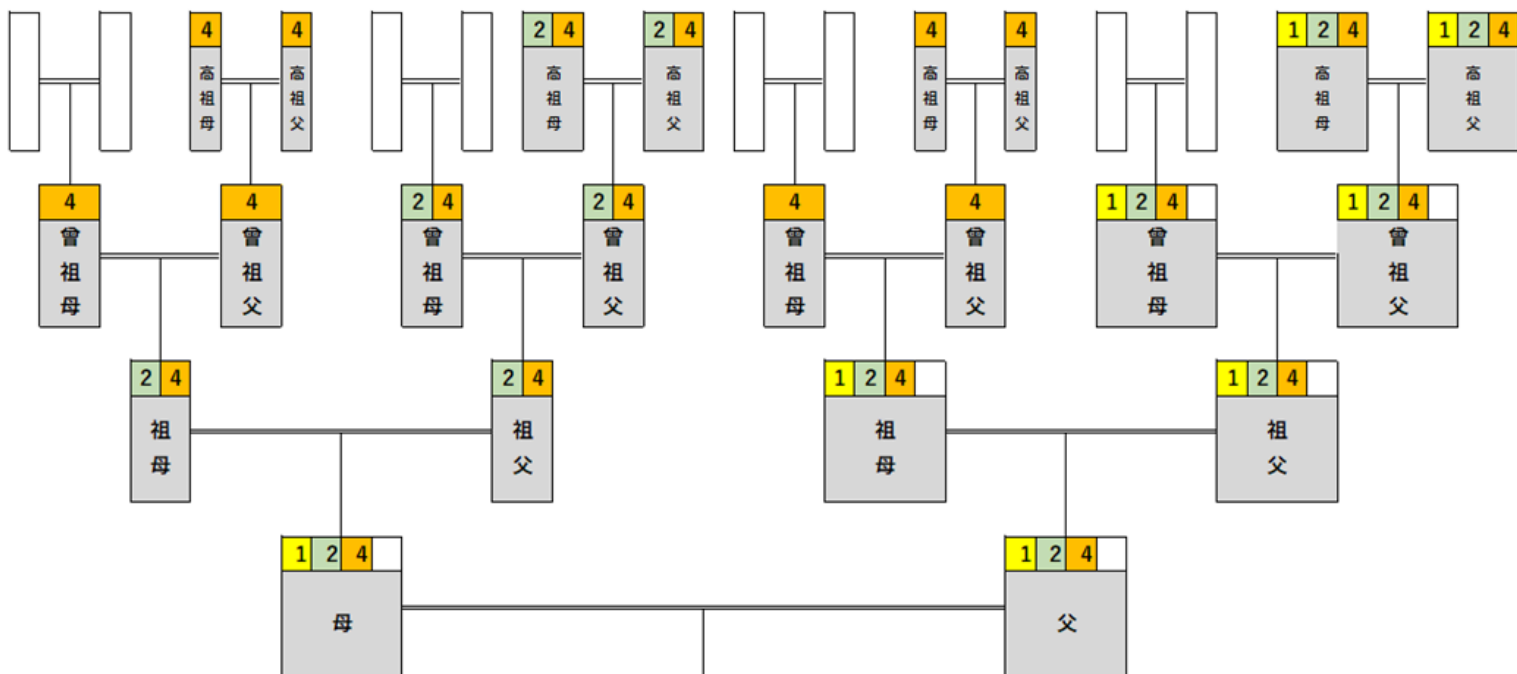 4 4 2 4 2 4 4 4 1 2 4 1 2 4
高祖母 高祖父 高祖母 高祖父 高祖母 高祖父 高祖母 高祖父
4 4 2 4 2 4 4 4 1 2 4 1 2 4
曾祖母 曾祖父 曾祖母 曾祖父 曾祖母 曾祖父 曾祖母 曾祖父
2 4 2 4 1 2 4 1 2 4
祖母 祖父 祖母 祖父
1 2 4 1 2 4
母 父